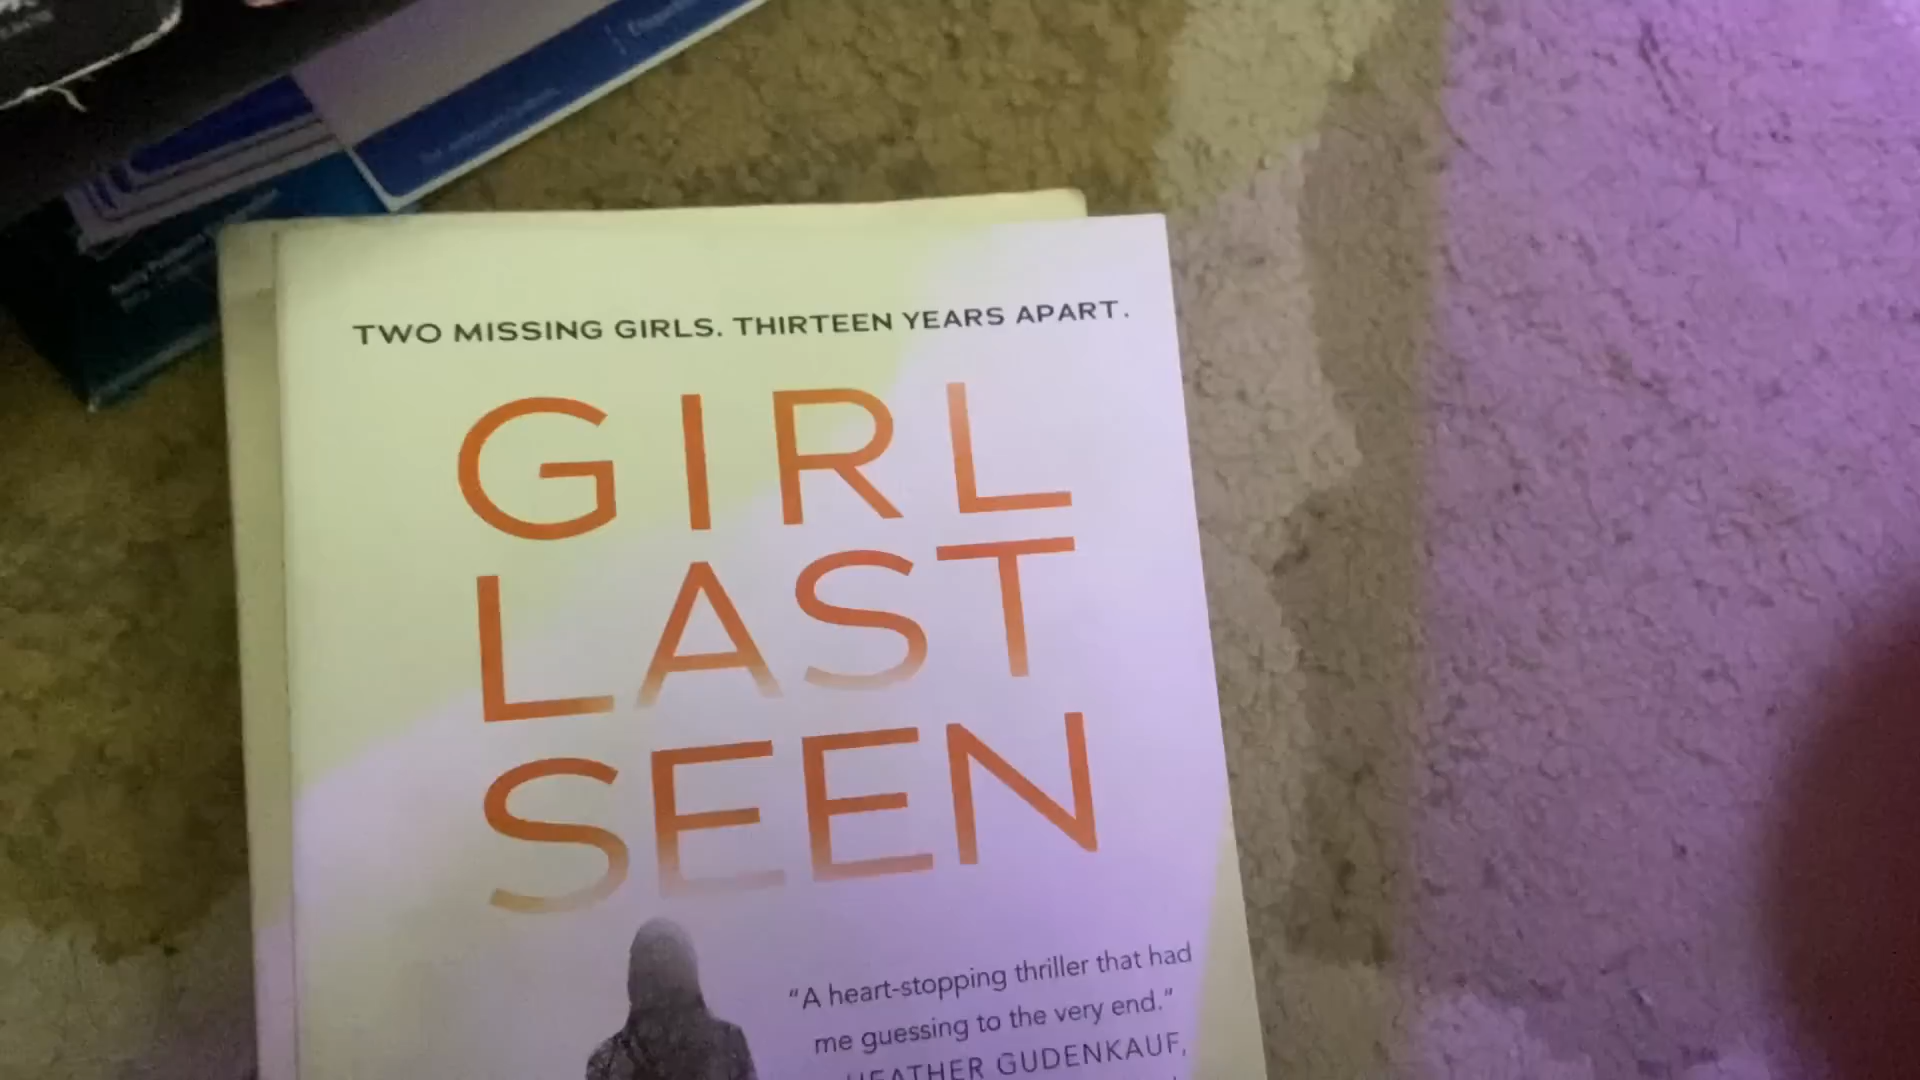 TWO MISSING GIRLS. THIRTEEN YEARS APART.
GIRL
LAST
SEEN
“A heart-stopping thriller that had
me guessing to the very end.”
HEATHER GUDENKAUF,